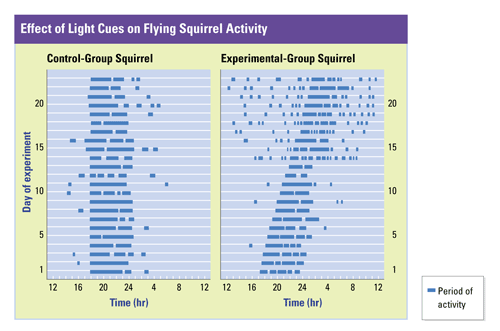 Effect of Light Cues on Flying Squirrel Activity
Control-Group Squirrel Experimental-Group Squirrel
20 20
15 15
10 10
5 5
1 1
Day of experiment
12 16 20 24 4 8 12 12 16 20 24 4 8 12
Time (hr) Time (hr)
Period of
activity